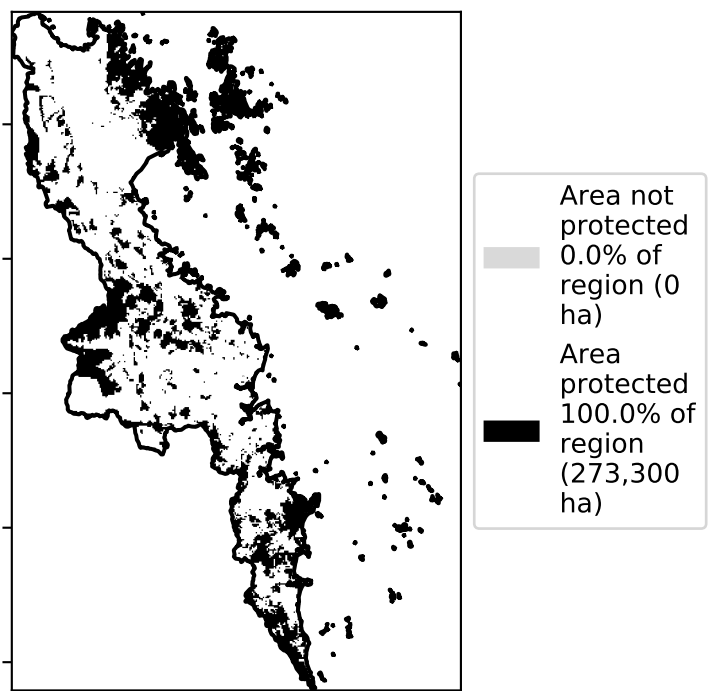 Area not
protected
0.0% of
region (0
ha)
Area
protected
100.0% of
region
(273,300
ha)